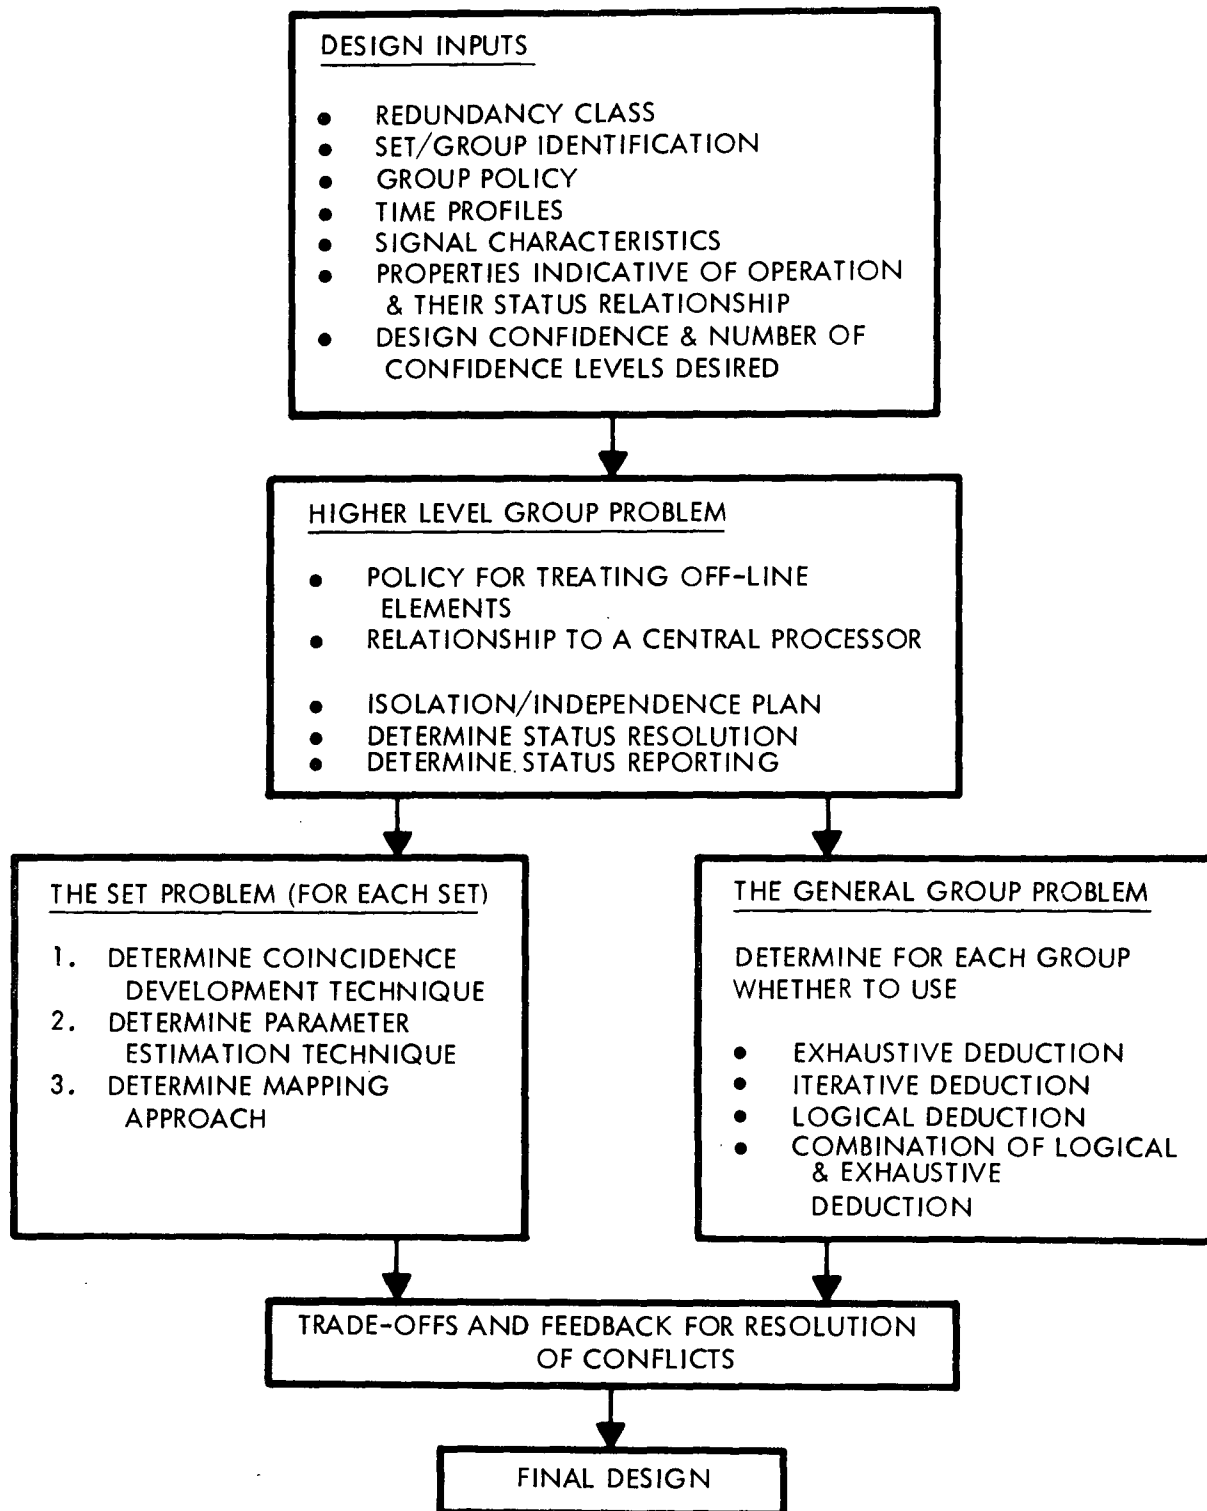 DESIGN INPUTS
● REDUNDANCY CLASS
● SET/GROUP IDENTIFICATION
● GROUP POLICY
● TIME PROFILES
● SIGNAL CHARACTERISTICS
● PROPERTIES INDICATIVE OF OPERATION
& THEIR STATUS RELATIONSHIP
● DESIGN CONFIDENCE & NUMBER OF
CONFIDENCE LEVELS DESIRED
HIGHER LEVEL GROUP PROBLEM
● POLICY FOR TREATING OFF-LINE
ELEMENTS
● RELATIONSHIP TO A CENTRAL PROCESSOR
● ISOLATION/INDEPENDENCE PLAN
● DETERMINE STATUS RESOLUTION
● DETERMINE STATUS REPORTING
THE SET PROBLEM (FOR EACH SET)
1. DETERMINE COINCIDENCE
DEVELOPMENT TECHNIQUE
2. DETERMINE PARAMETER
ESTIMATION TECHNIQUE
3. DETERMINE MAPPING
APPROACH
THE GENERAL GROUP PROBLEM
DETERMINE FOR EACH GROUP
WHETHER TO USE
● EXHAUSTIVE DEDUCTION
● ITERATIVE DEDUCTION
● LOGICAL DEDUCTION
● COMBINATION OF LOGICAL
& EXHAUSTIVE
DEDUCTION
TRADE-OFFS AND FEEDBACK FOR RESOLUTION
OF CONFLICTS
FINAL DESIGN